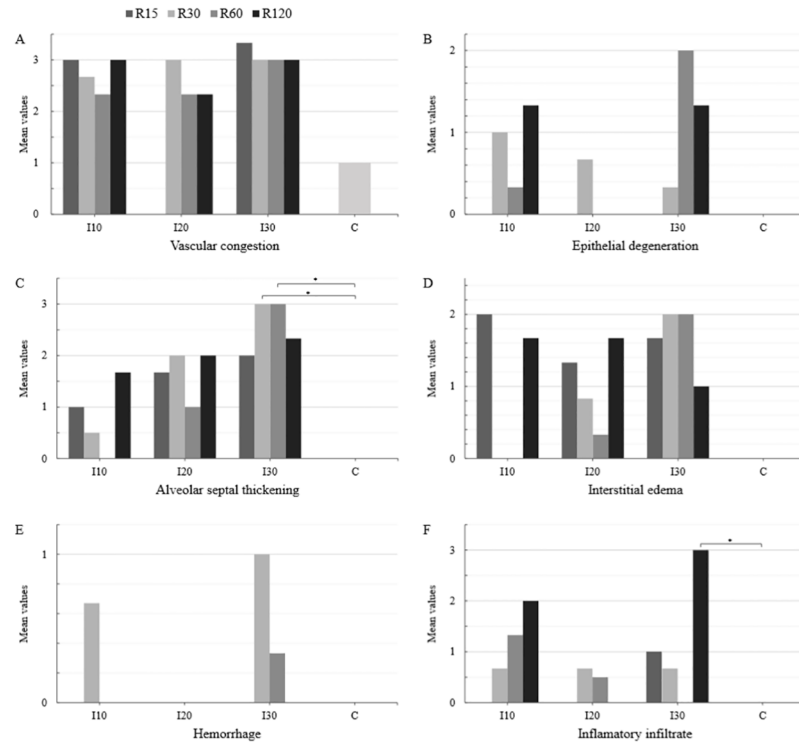 R15 R30 R60 R120
A
3
2
1
0
Mean values
I10 I20 I30 C
Vascular congestion
B
2
1
0
Mean values
I10 I20 I30 C
Epithelial degeneration
C
* 
*
3
2
1
0
Mean values
I10 I20 I30 C
Alveolar septal thickening
D
2
1
0
Mean values
I10 I20 I30 C
Interstitial edema
E
1
0
Mean values
I10 I20 I30 C
Hemorrhage
F
*
3
2
1
0
Mean values
I10 I20 I30 C
Inflamatory infiltrate